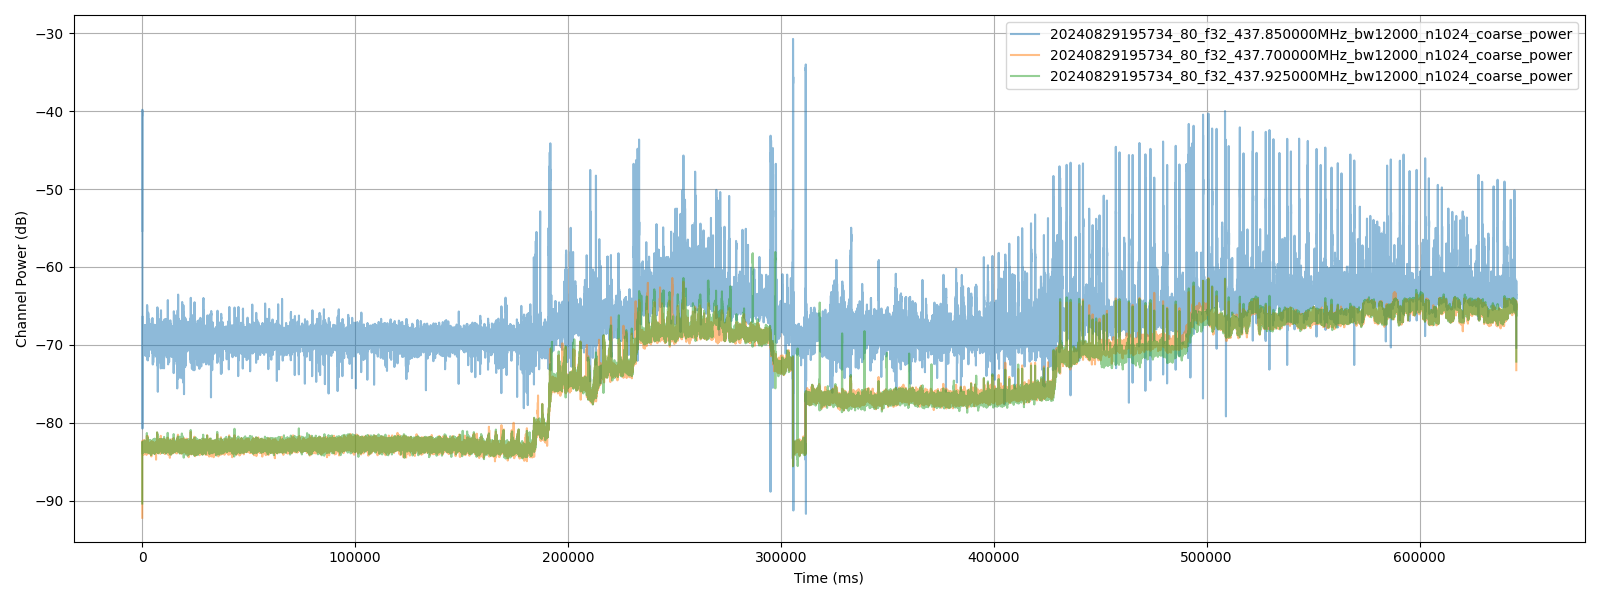 20240829195734_80_f32_437.850000MHz_bw12000_n1024_coarse_power
20240829195734_80_f32_437.700000MHz_bw12000_n1024_coarse_power
20240829195734_80_f32_437.925000MHz_bw12000_n1024_coarse_power
Channel Power (dB)
−30
−40
−50
−60
−70
−80
−90
0 100000 200000 300000 400000 500000 600000
Time (ms)